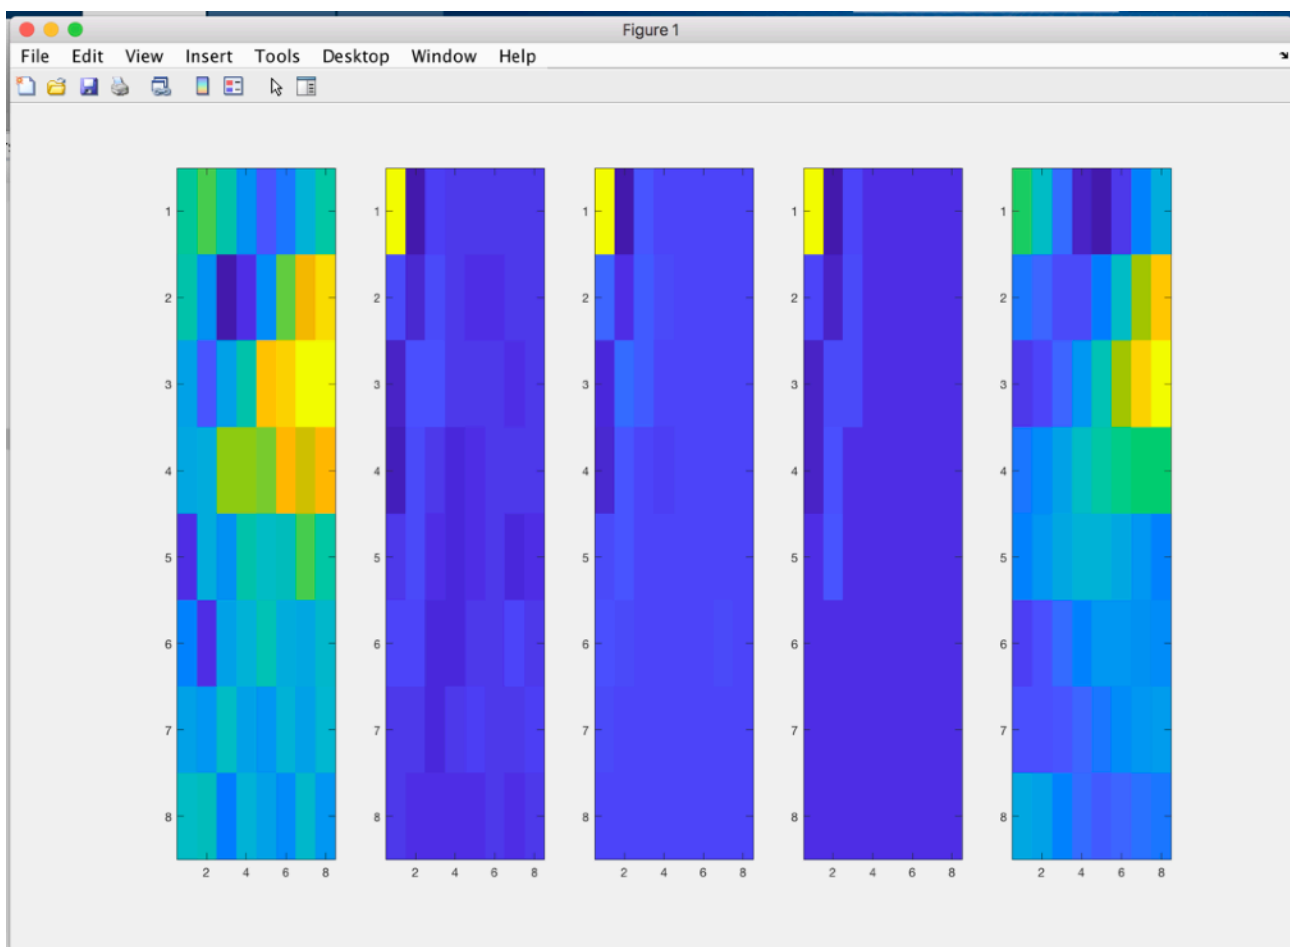 Figure 1
File Edit View Insert Tools Desktop Window Help
1 1 1 1 1
2 2 2 2 2
3 3 3 3 3
4 4 4 4 4
5 5 5 5 5
6 6 6 6 6
7 7 7 7 7
8 8 8 8 8
2 4 6 8 2 4 6 8 2 4 6 8 2 4 6 8 2 4 6 8